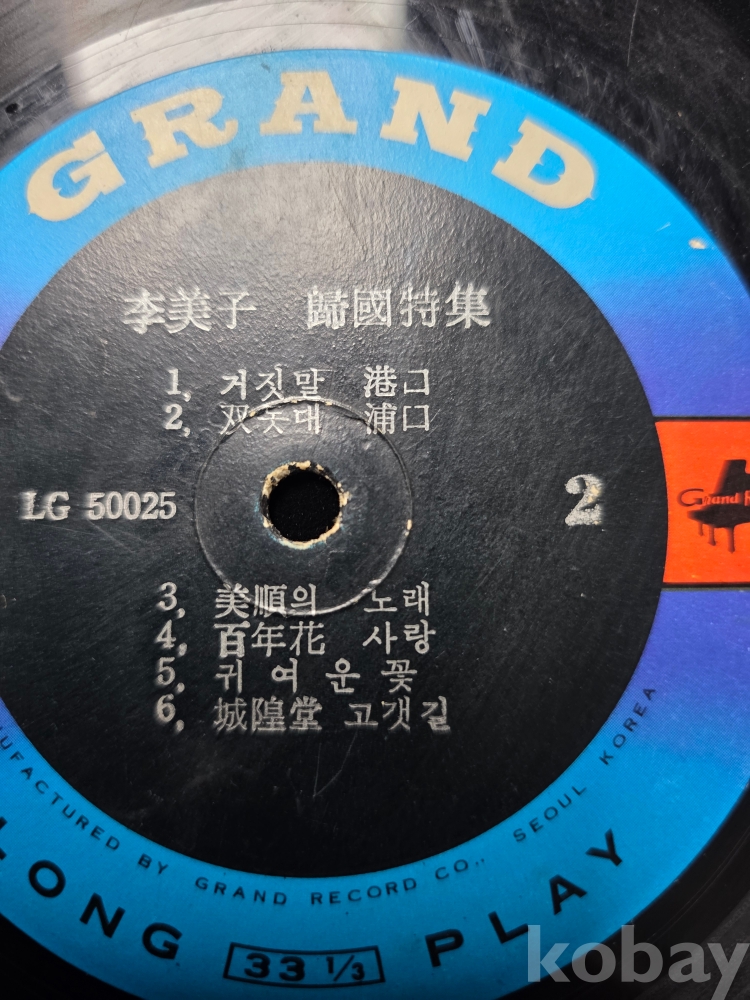 GRAND
李美子 歸國特集
1, 거짓말 港口
2, 双돛대 浦口
LG 50025
2
3, 美順의 노래
4, 百年花 사랑
5, 귀여운 꽃
6, 城隍堂 고갯길
Grand
MANUFACTURED BY GRAND RECORD CO., SEOUL KOREA
LONG 33 1/3 PLAY
kobay